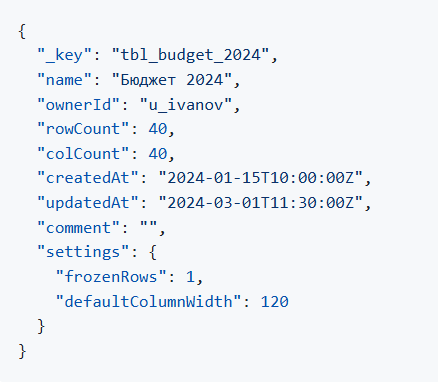 {
  "_key": "tbl_budget_2024",
  "name": "Бюджет 2024",
  "ownerId": "u_ivanov",
  "rowCount": 40,
  "colCount": 40,
  "createdAt": "2024-01-15T10:00:00Z",
  "updatedAt": "2024-03-01T11:30:00Z",
  "comment": "",
  "settings": {
    "frozenRows": 1,
    "defaultColumnWidth": 120
  }
}